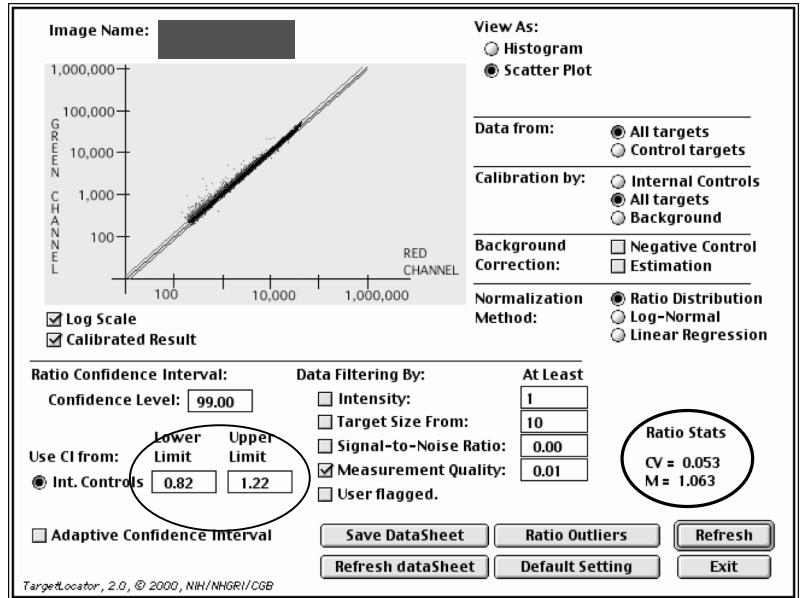 Image Name:
View As:
Histogram
Scatter Plot
1,000,000
100,000
10,000
1,000
100
GREEN CHANNEL
RED
CHANNEL
100 10,000 1,000,000
Log Scale
Calibrated Result
Data from:
All targets
Control targets
Calibration by:
Internal Controls
All targets
Background
Background
Correction:
Negative Control
Estimation
Normalization
Method:
Ratio Distribution
Log-Normal
Linear Regression
Ratio Confidence Interval:
Confidence Level: 99.00
Lower Upper
Use CI from: Limit Limit
Int. Controls 0.82 1.22
Adaptive Confidence Interval
Data Filtering By: At Least
Intensity: 1
Target Size From: 10
Signal-to-Noise Ratio: 0.00
Measurement Quality: 0.01
User flagged.
Ratio Stats
CV = 0.053
M = 1.063
Save DataSheet Ratio Outliers Refresh
Refresh dataSheet Default Setting Exit
TargetLocator, 2.0, © 2000, NIH/NHGRI/CGB